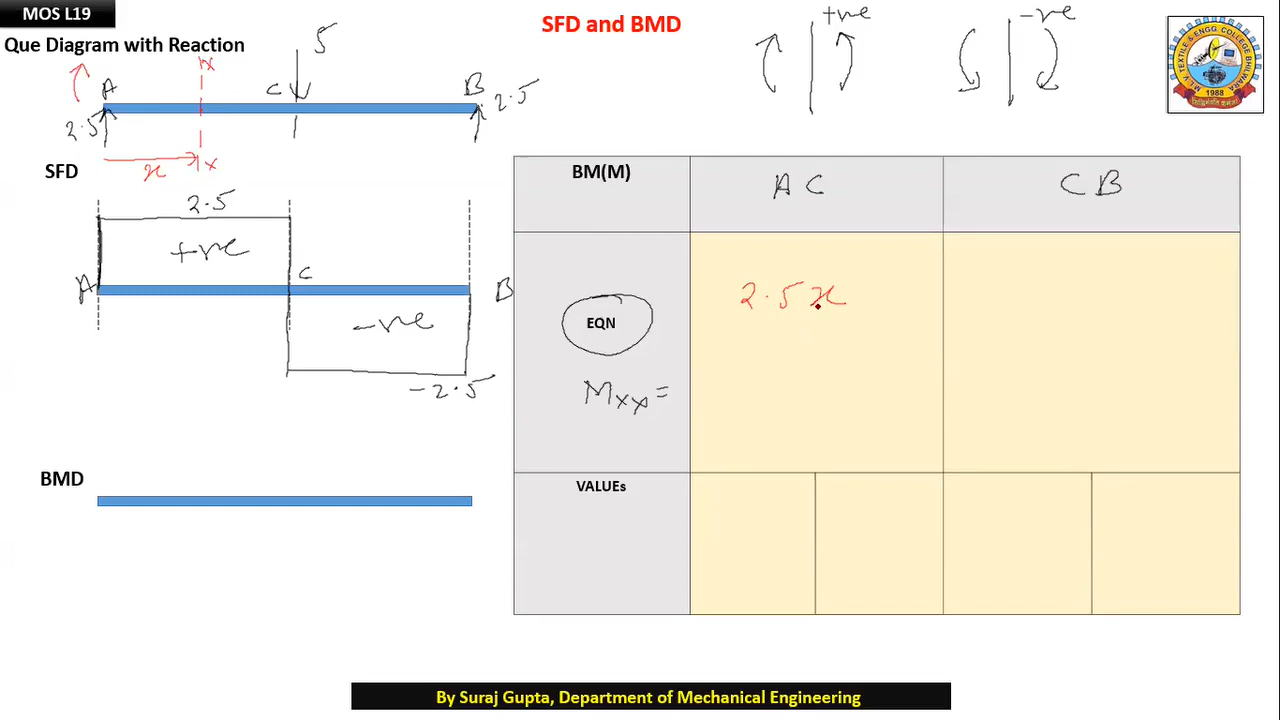 MOS L19
SFD and BMD
Que Diagram with Reaction
+ve
-ve
5
x
A
C
B
2.5
2.5
x
x
SFD
2.5
+ve
A
C
B
-ve
-2.5
BMD
BM(M)
AC
CB
EQN
2.5x
Mxx=
VALUEs
1988
By Suraj Gupta, Department of Mechanical Engineering